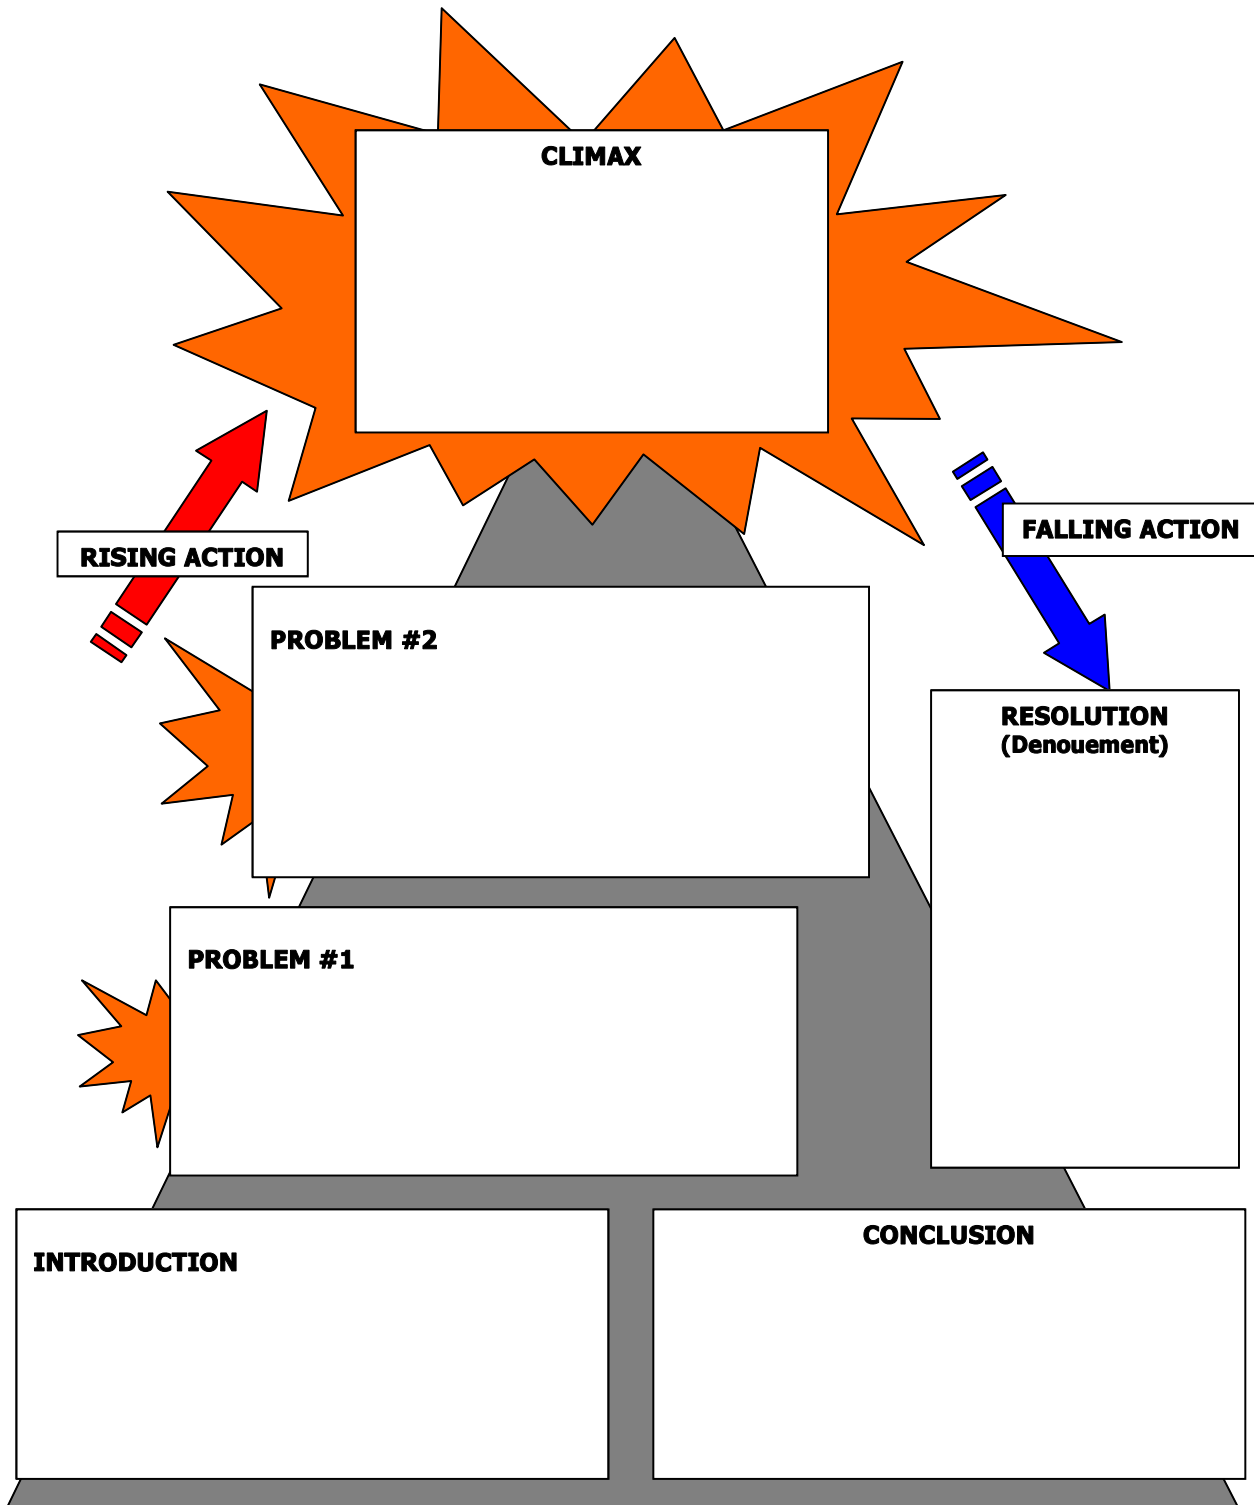 CLIMAX
RISING ACTION
FALLING ACTION
PROBLEM #2
RESOLUTION
(Denouement)
PROBLEM #1
INTRODUCTION
CONCLUSION